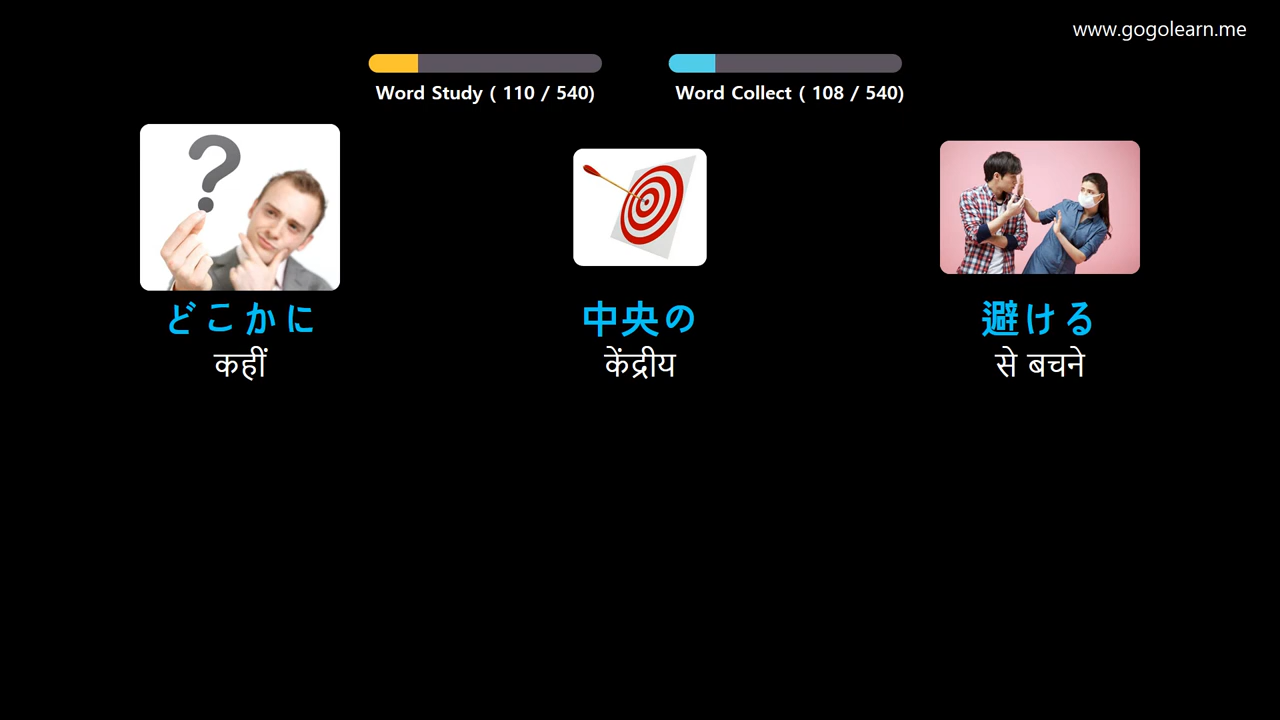 www.gogolearn.me
Word Study ( 110 / 540)
Word Collect ( 108 / 540)
どこかに
中央の
避ける
कहीं
केंद्रीय
से बचने